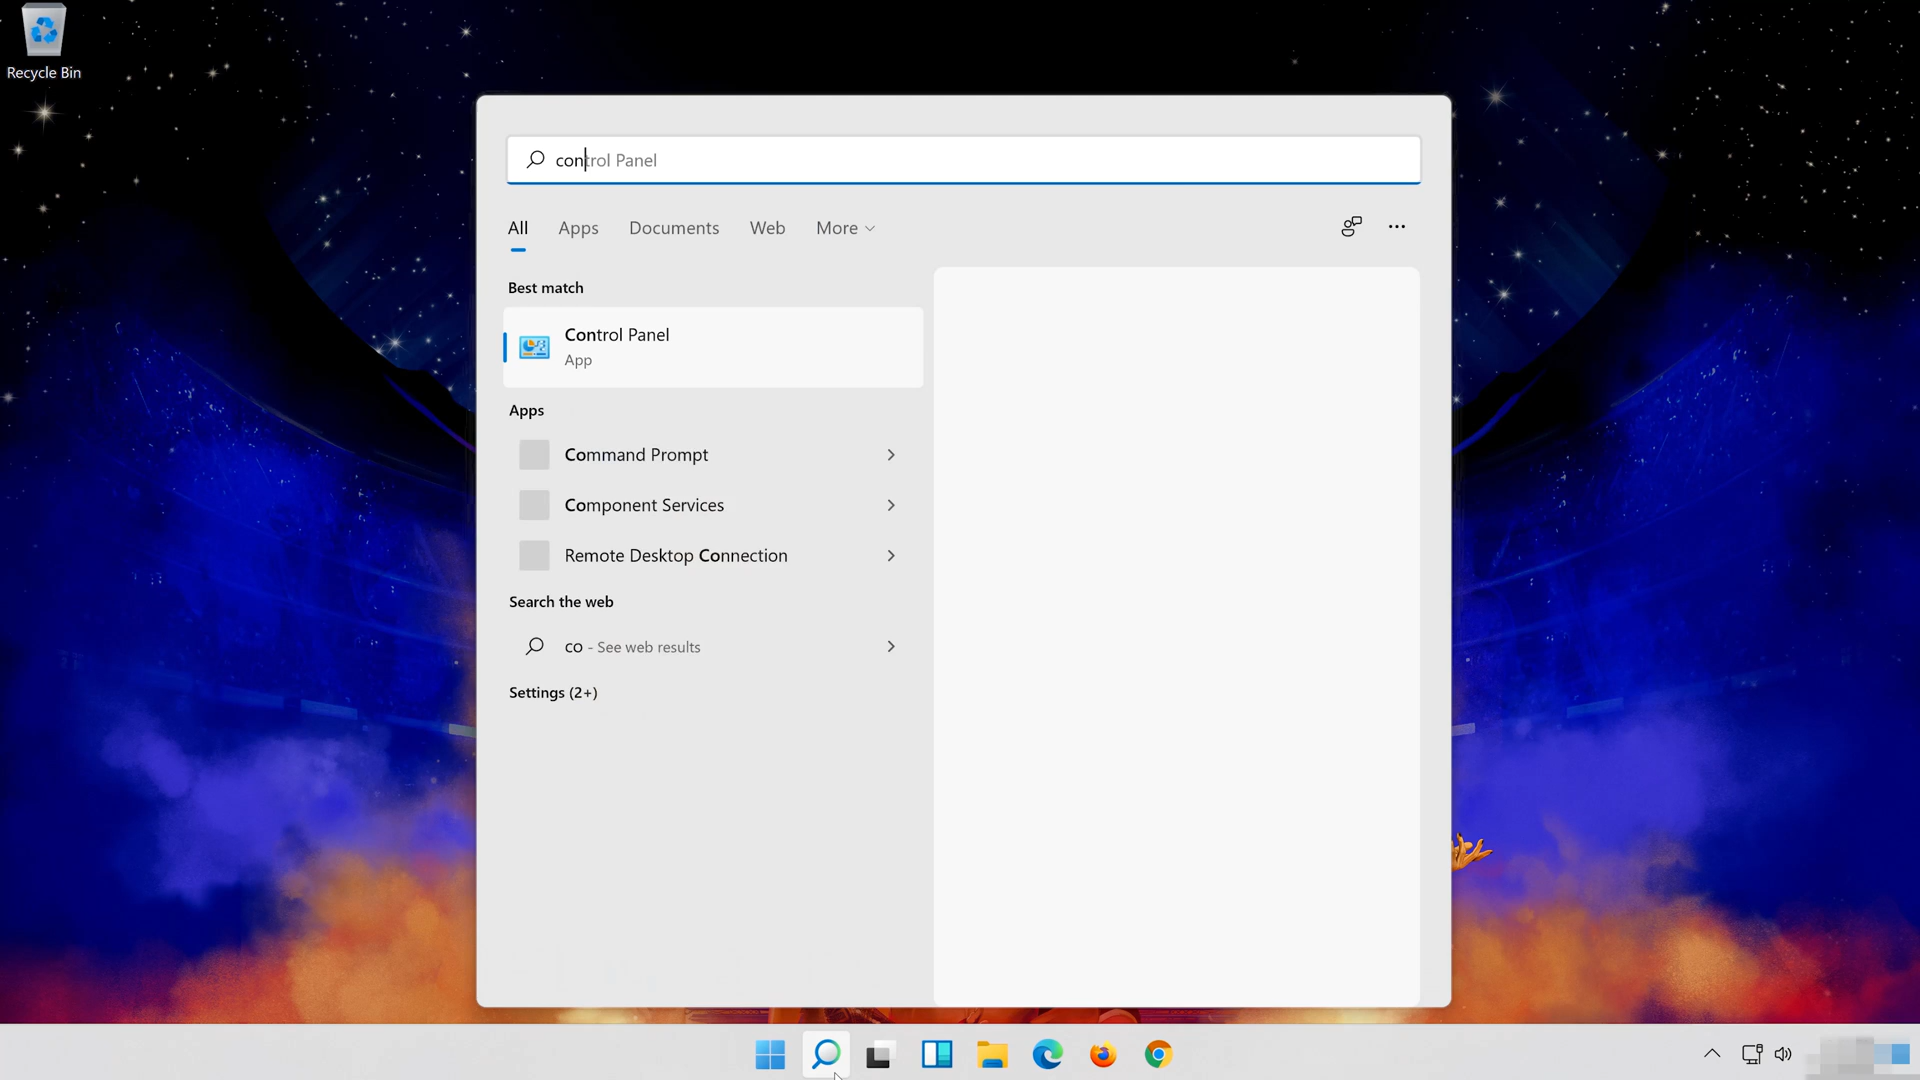 Recycle Bin
control Panel
All Apps Documents Web More
Best match
Control Panel
App
Apps
Command Prompt
Component Services
Remote Desktop Connection
Search the web
co - See web results
Settings (2+)